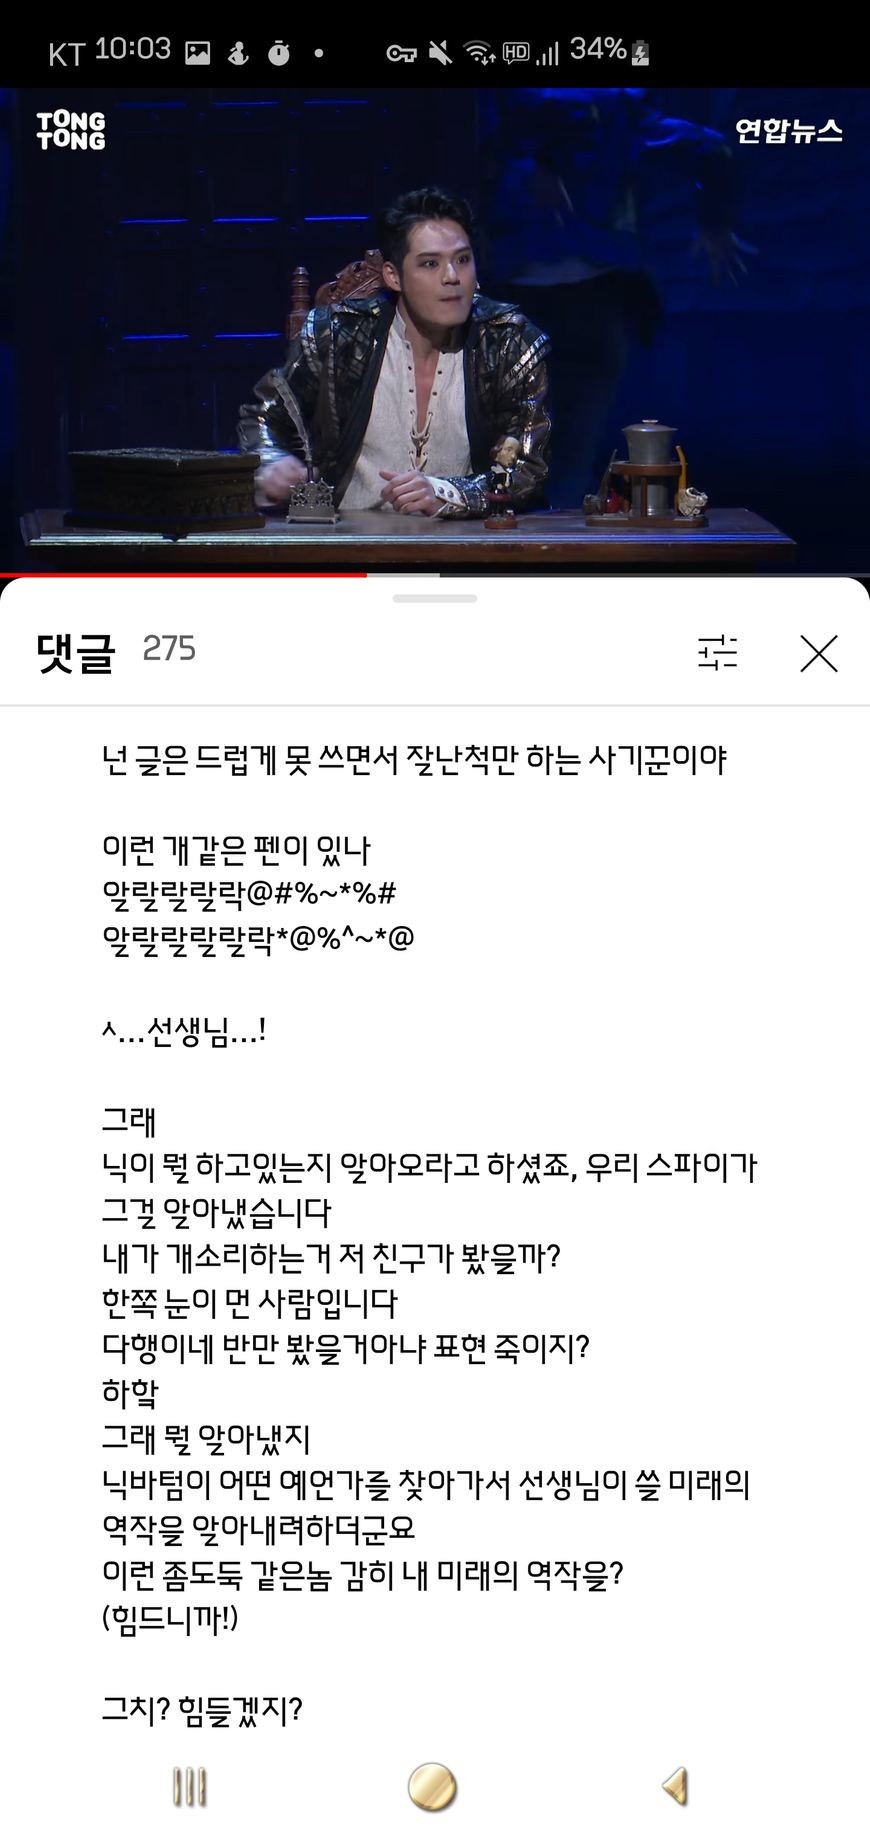 KT 10:03 HD 34%
TONG TONG
연합뉴스
댓글 275
넌 글은 드럽게 못 쓰면서 잘난척만 하는 사기꾼이야
이런 개같은 펜이 있나
알랄랄랄락@#%~*%#
알랄랄랄랄락*@%^~*@
ㅅ...선생님...!
그래
닉이 뭘 하고있는지 알아오라고 하셨죠, 우리 스파이가
그걸 알아냈습니다
내가 개소리하는거 저 친구가 봤을까?
한쪽 눈이 먼 사람입니다
다행이네 반만 봤을거아냐 표현 죽이지?
하핰
그래 뭘 알아냈지
닉바텀이 어떤 예언가를 찾아가서 선생님이 쓸 미래의
역작을 알아내려하더군요
이런 좀도둑 같은놈 감히 내 미래의 역작을?
(힘드니까!)
그치? 힘들겠지?